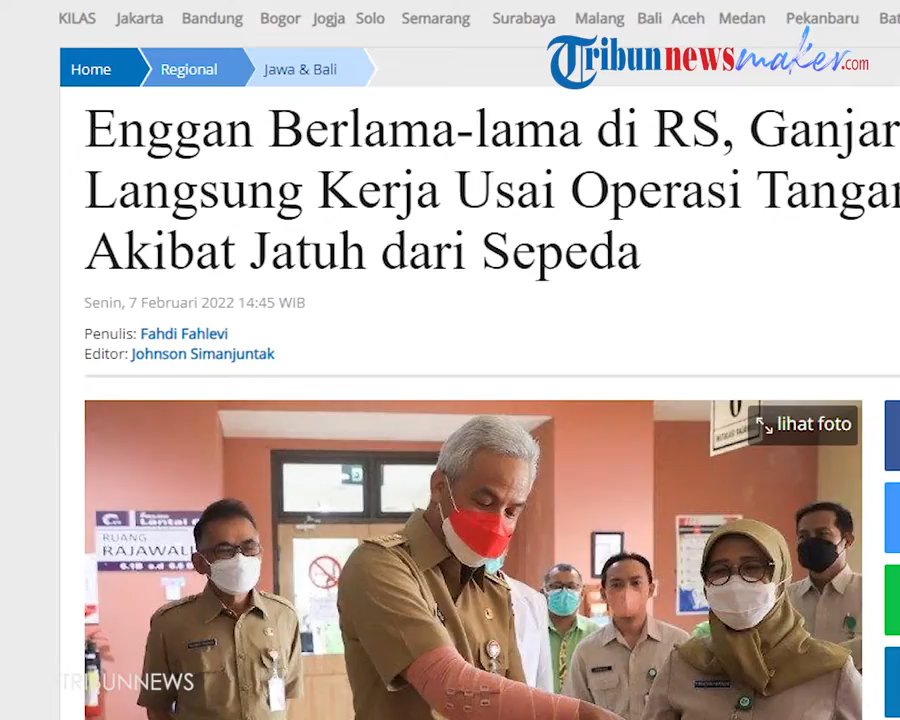 KILAS Jakarta Bandung Bogor Jogja Solo Semarang Surabaya Malang Bali Aceh Medan Pekanbaru
Home Regional Jawa & Bali
Tribunnewsmaker.com
Enggan Berlama-lama di RS, Ganjar
Langsung Kerja Usai Operasi Tangan
Akibat Jatuh dari Sepeda
Senin, 7 Februari 2022 14:45 WIB
Penulis: Fahdi Fahlevi
Editor: Johnson Simanjuntak
lihat foto
Lantai
RUANG
RAJAWALI
TRIBUNNEWS